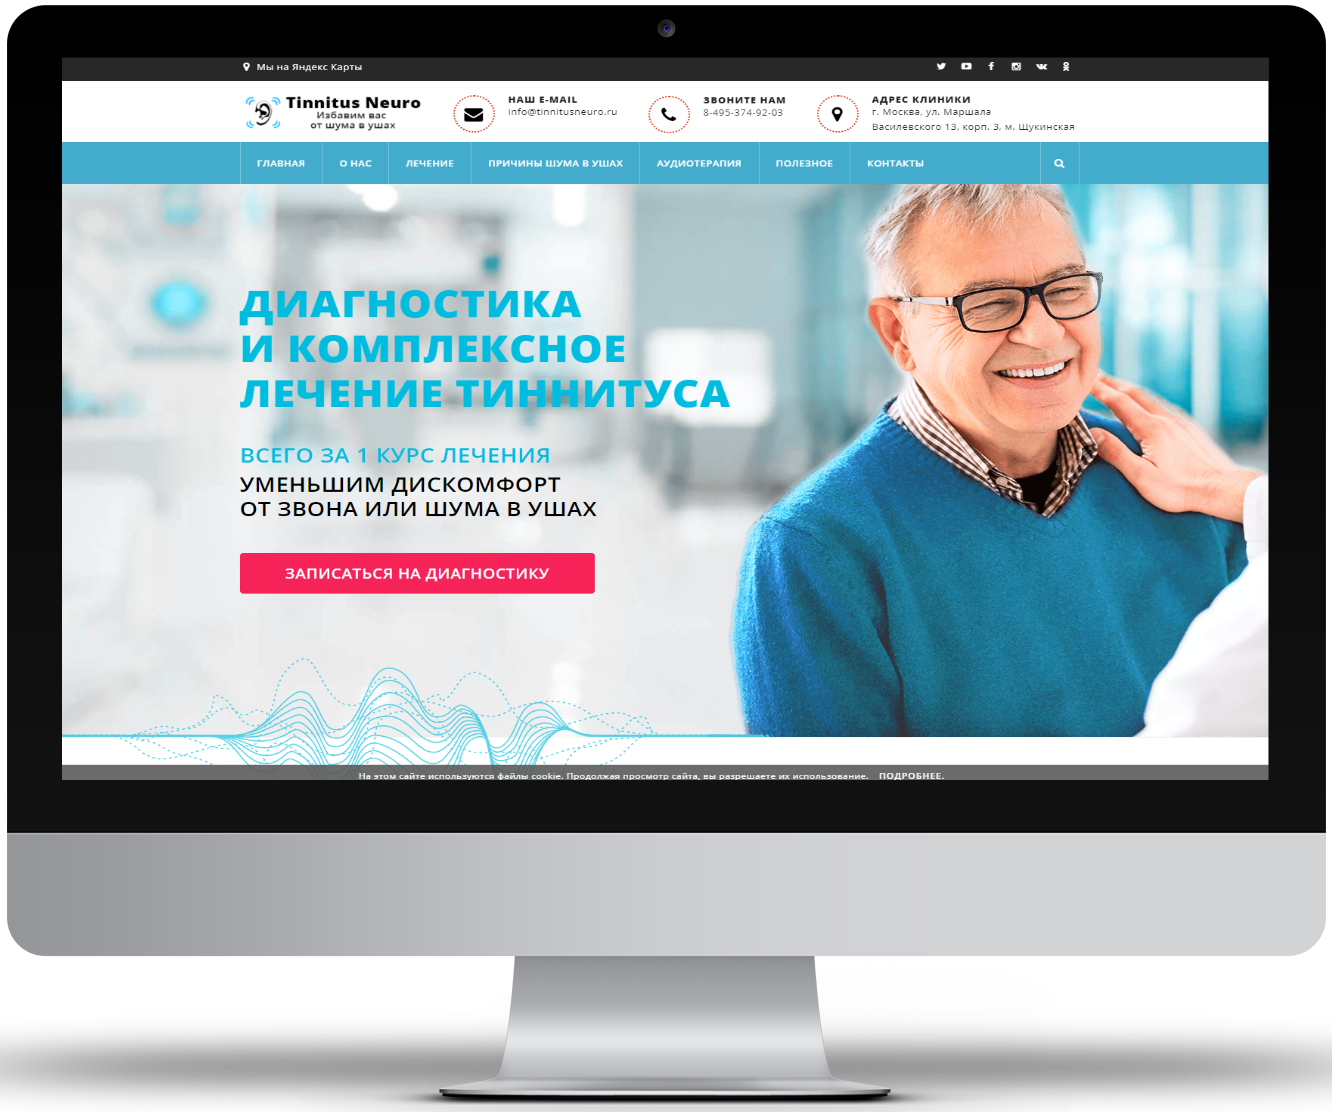 Мы на Яндекс Карты
Tinnitus Neuro
Избавим вас
от шума в ушах
НАШ E-MAIL
info@tinnitusneuro.ru
ЗВОНИТЕ НАМ
8-495-374-92-03
АДРЕС КЛИНИКИ
г. Москва, ул. Маршала
Василевского 13, корп. 3, м. Щукинская
ГЛАВНАЯ О НАС ЛЕЧЕНИЕ ПРИЧИНЫ ШУМА В УШАХ АУДИОТЕРАПИЯ ПОЛЕЗНОЕ КОНТАКТЫ
ДИАГНОСТИКА
И КОМПЛЕКСНОЕ
ЛЕЧЕНИЕ ТИННИТУСА
ВСЕГО ЗА 1 КУРС ЛЕЧЕНИЯ
УМЕНЬШИМ ДИСКОМФОРТ
ОТ ЗВОНА ИЛИ ШУМА В УШАХ
ЗАПИСАТЬСЯ НА ДИАГНОСТИКУ
На этом сайте используются файлы cookie. Продолжая просмотр сайта, вы разрешаете их использование. ПОДРОБНЕЕ.